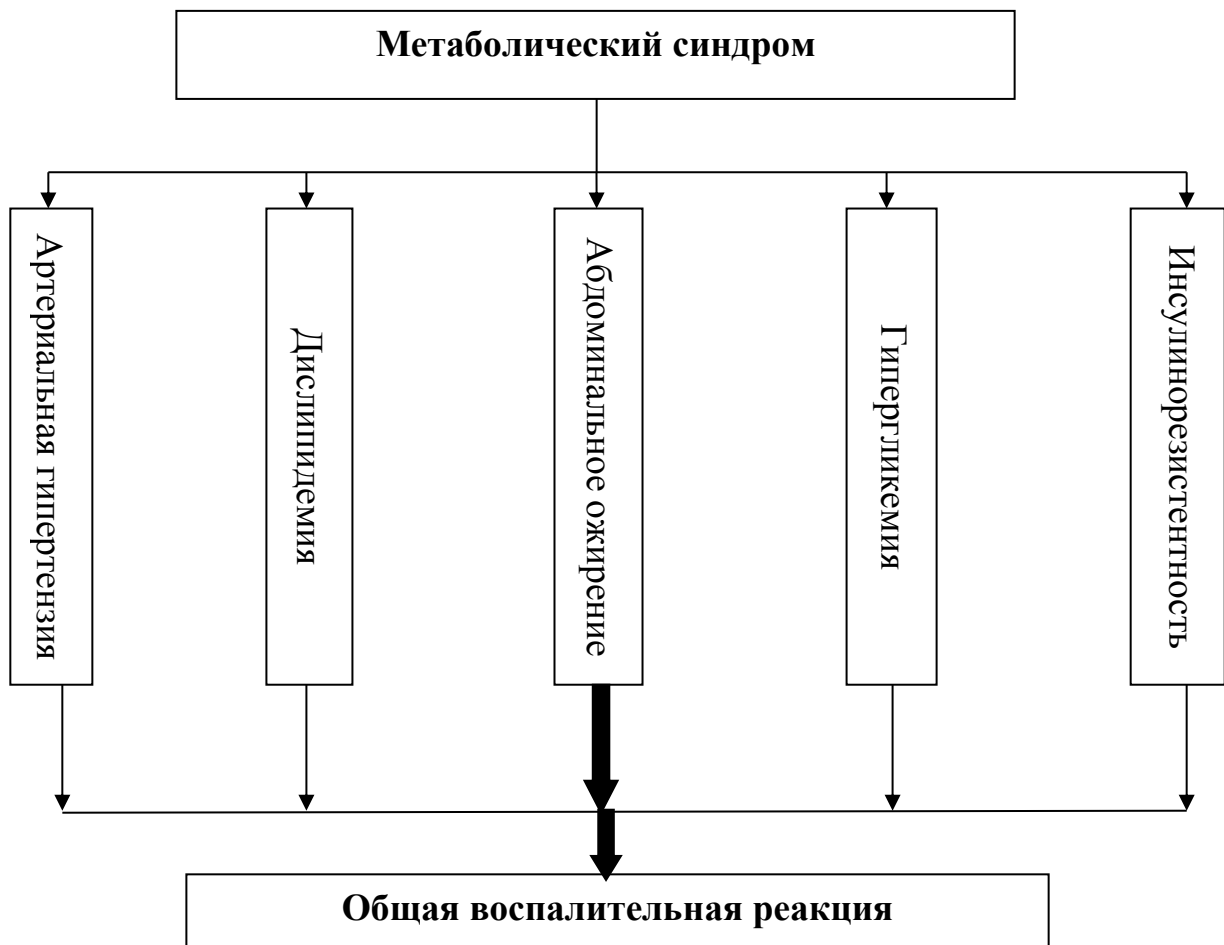 Метаболический синдром
Артериальная гипертензия
Дислипидемия
Абдоминальное ожирение
Гипергликемия
Инсулинорезистентность
Общая воспалительная реакция